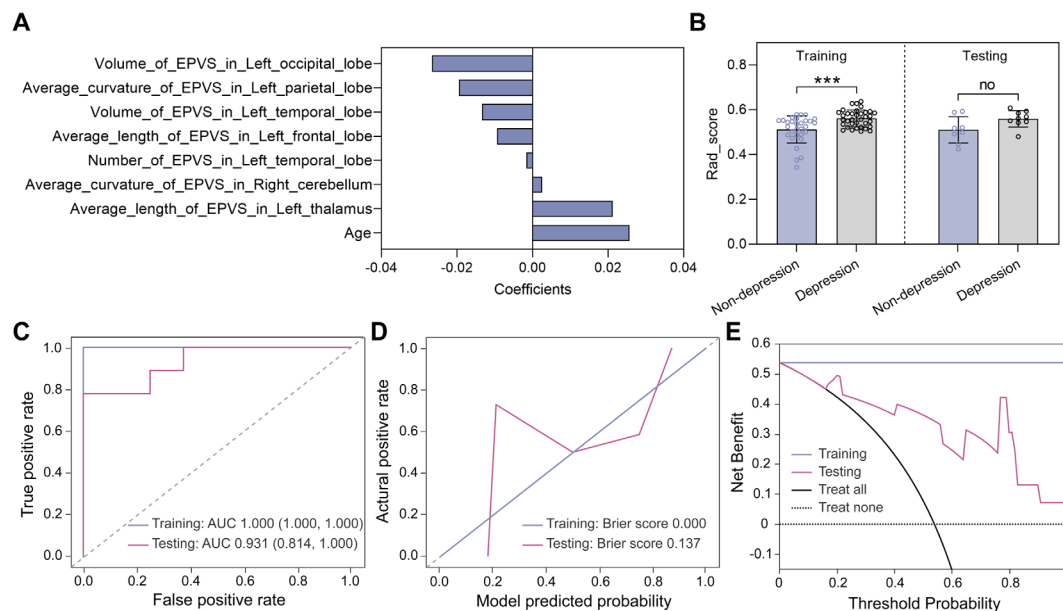 A
Volume_of_EPVS_in_Left_occipital_lobe
Average_curvature_of_EPVS_in_Left_parietal_lobe
Volume_of_EPVS_in_Left_temporal_lobe
Average_length_of_EPVS_in_Left_frontal_lobe
Number_of_EPVS_in_Left_temporal_lobe
Average_curvature_of_EPVS_in_Right_cerebellum
Average_length_of_EPVS_in_Left_thalamus
Age
-0.04 -0.02 0.00 0.02 0.04
Coefficients
B
Training Testing
*** no
0.8
0.6
0.4
0.2
0.0
Rad_score
Non-depression Depression Non-depression Depression
C
1.0
0.8
0.6
0.4
0.2
0.0
True positive rate
Training: AUC 1.000 (1.000, 1.000)
Testing: AUC 0.931 (0.814, 1.000)
0.0 0.2 0.4 0.6 0.8 1.0
False positive rate
D
1.0
0.8
0.6
0.4
0.2
0.0
Actural positive rate
Training: Brier score 0.000
Testing: Brier score 0.137
0.0 0.2 0.4 0.6 0.8 1.0
Model predicted probability
E
0.6
0.5
0.4
0.3
0.2
0.1
0
-0.1
Net Benefit
Training
Testing
Treat all
Treat none
0 0.2 0.4 0.6 0.8
Threshold Probability